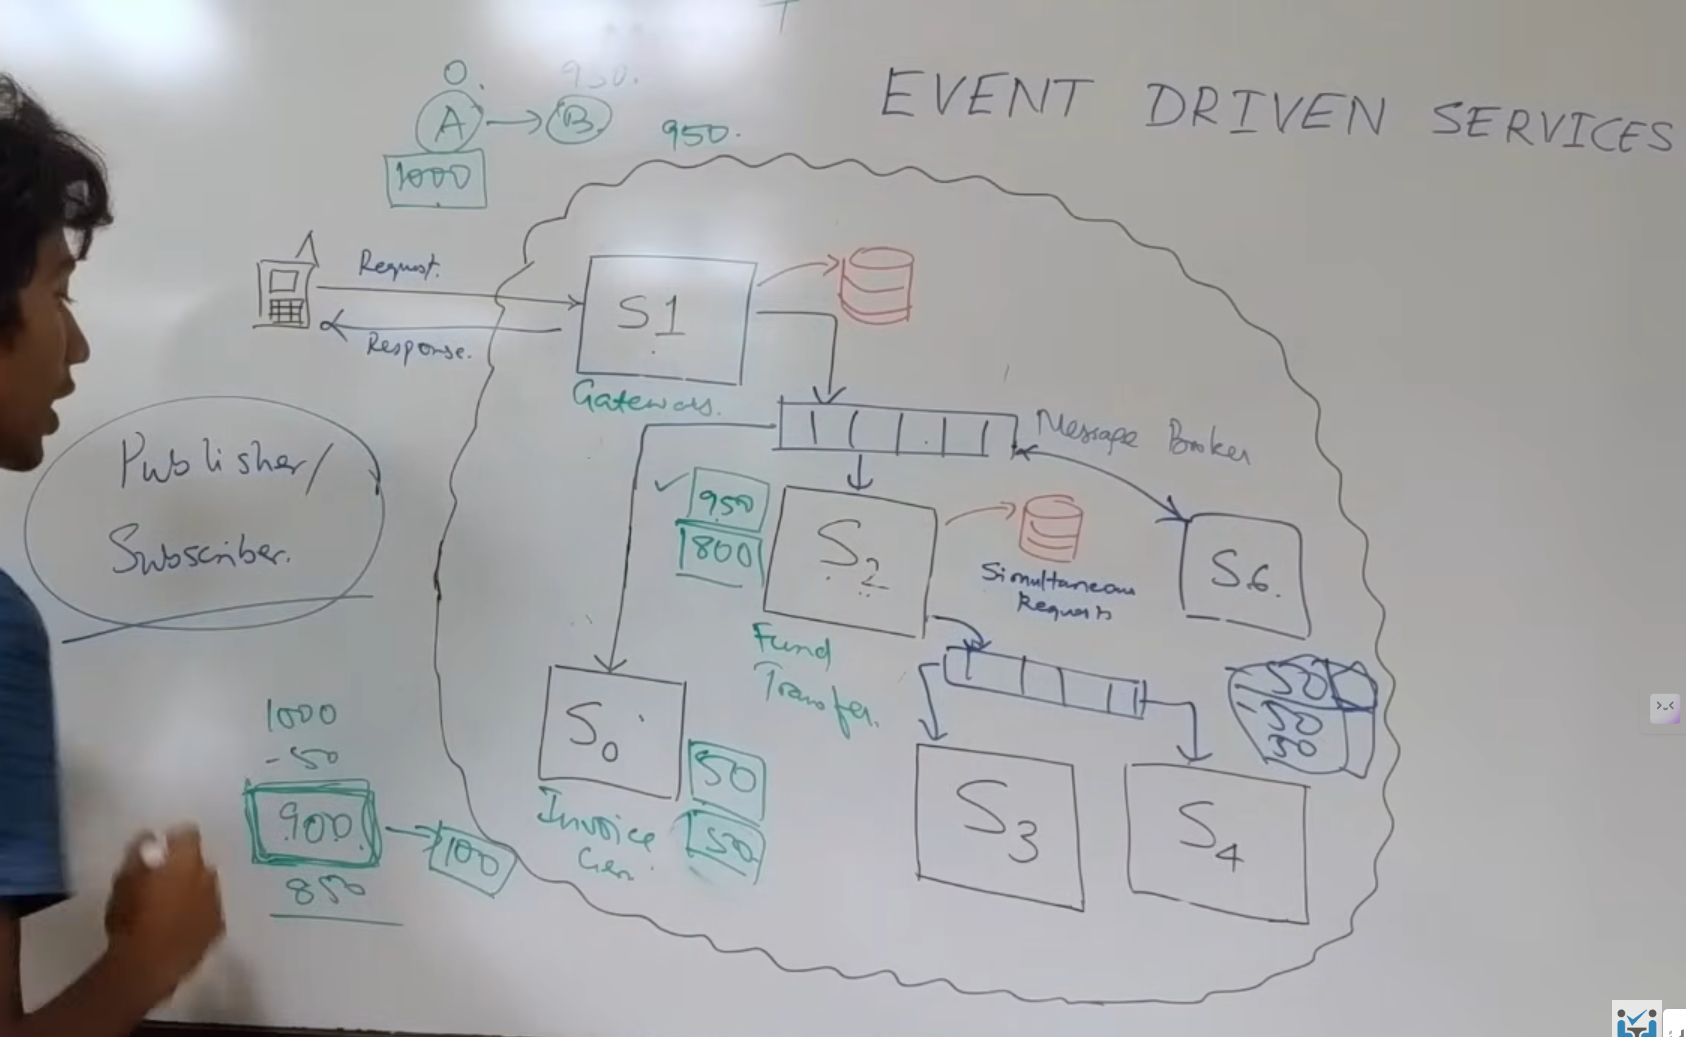 EVENT DRIVEN SERVICES
0.
950.
A
B
950.
1000
Request.
Response.
S1
Gateway.
Message Broker
Publisher/
Subscriber.
950
800
S2
Simultaneous
Requests
S6.
Fund
Transfer.
50
50
50
S0
50
50
Invoice
Gen.
S3
S4
1000
-50
900.
100
850